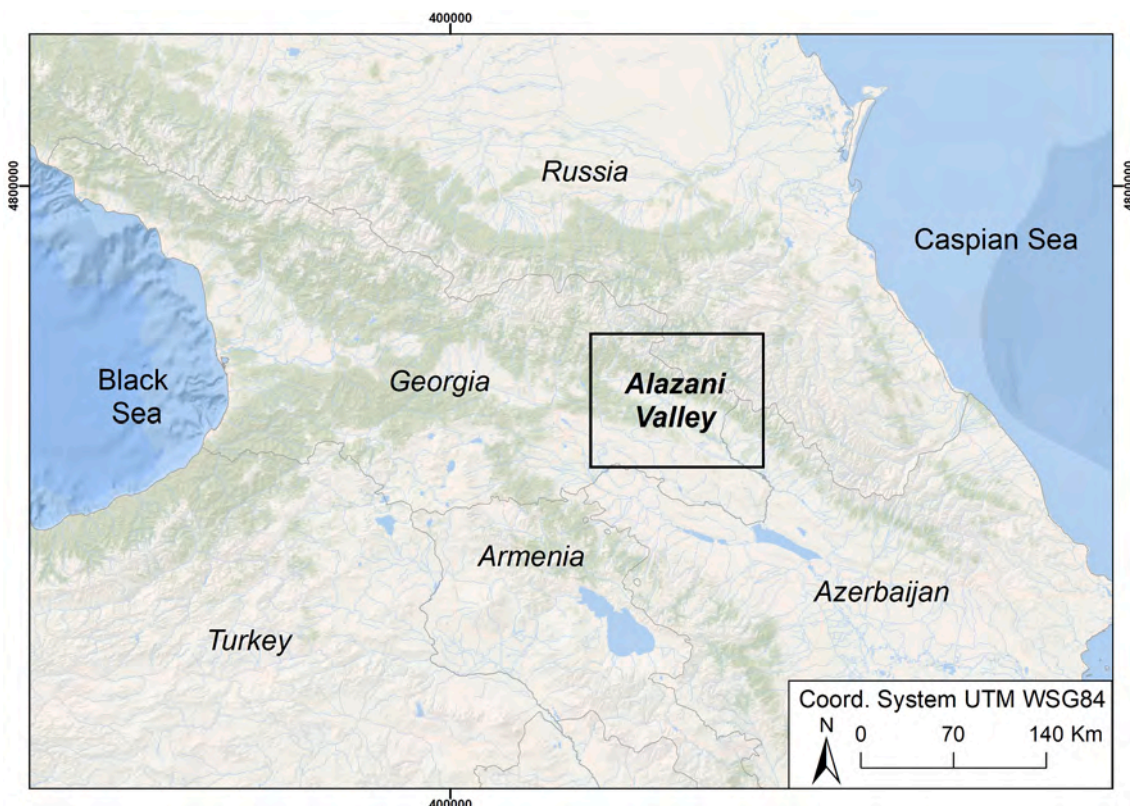 400000
4800000
4800000
Russia
Caspian Sea
Black
Sea
Georgia
Alazani
Valley
Armenia
Azerbaijan
Turkey
Coord. System UTM WSG84
N
0 70 140 Km
400000